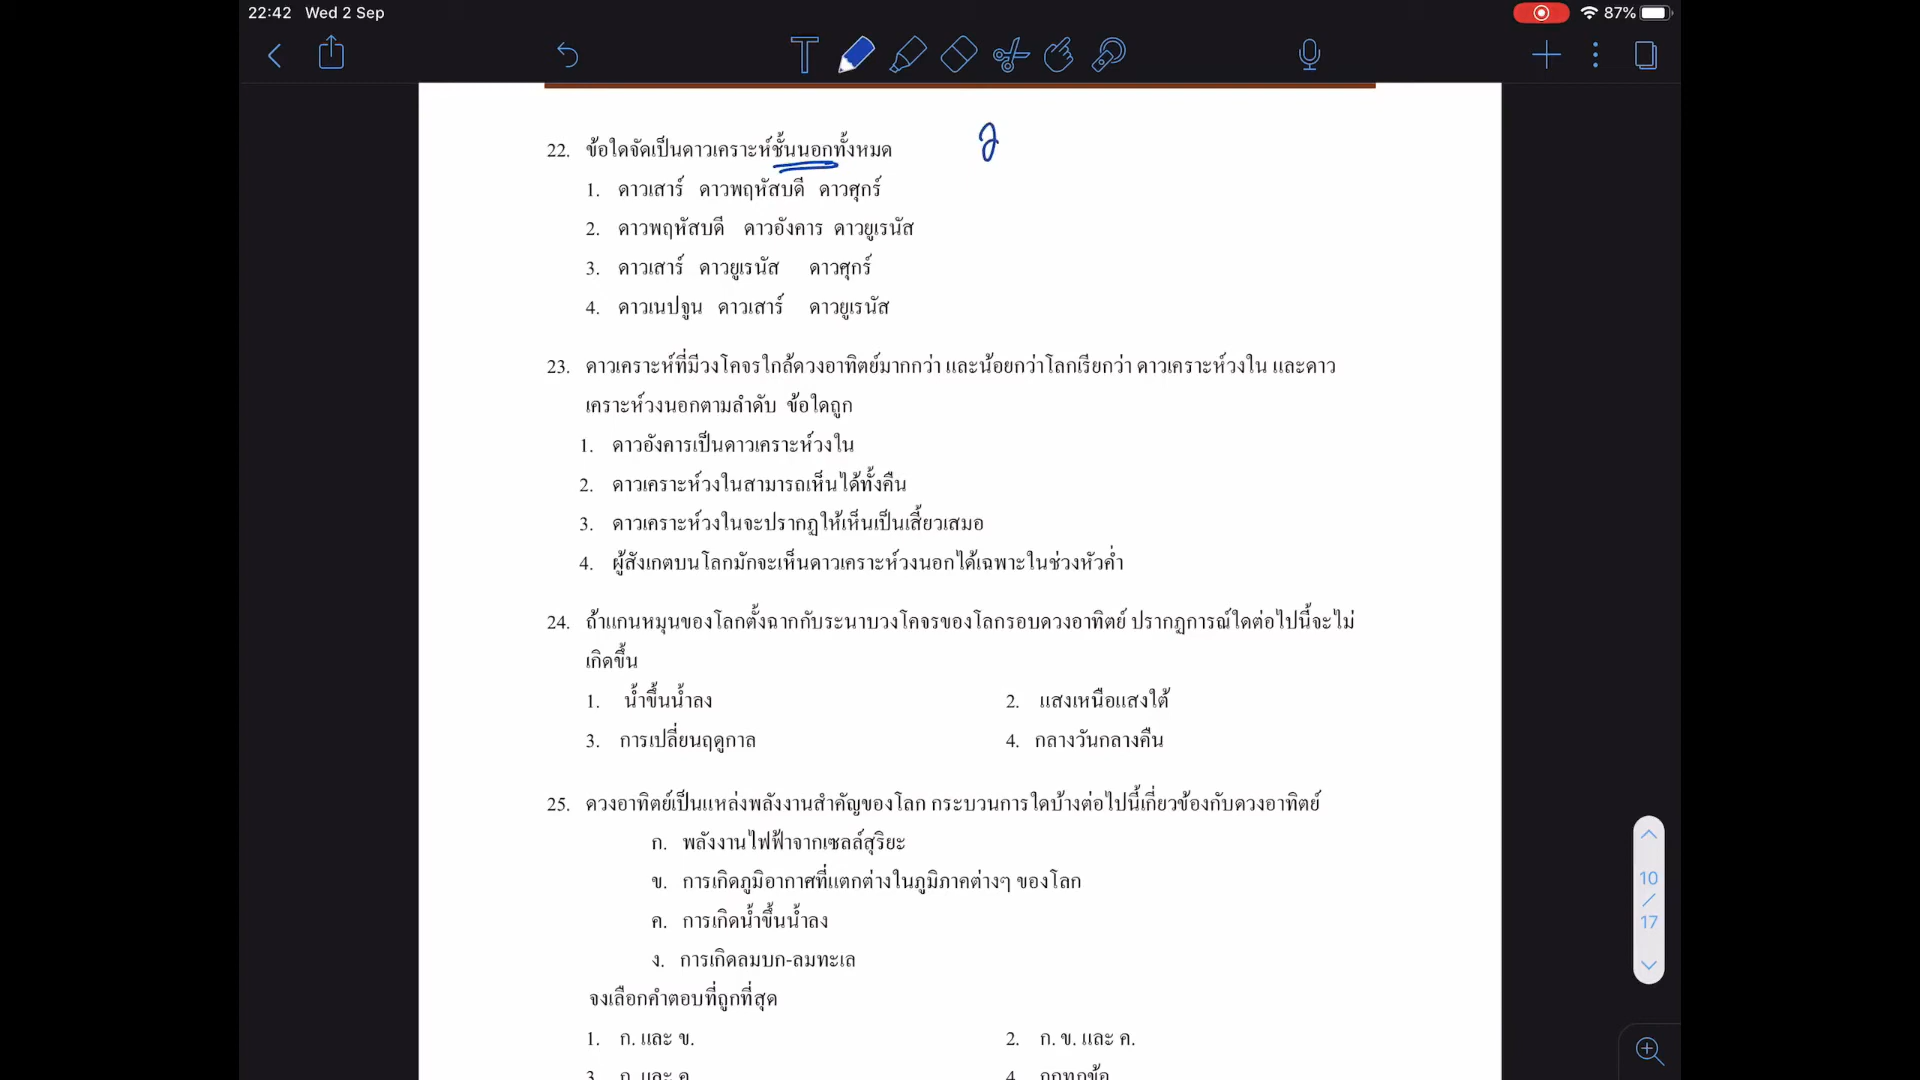 22:42 Wed 2 Sep
87%
22. ข้อใดจัดเป็นดาวเคราะห์ชั้นนอกทั้งหมด
1. ดาวเสาร์ ดาวพฤหัสบดี ดาวศุกร์
2. ดาวพฤหัสบดี ดาวอังคาร ดาวยูเรนัส
3. ดาวเสาร์ ดาวยูเรนัส ดาวศุกร์
4. ดาวเนปจูน ดาวเสาร์ ดาวยูเรนัส
23. ดาวเคราะห์ที่มีวงโคจรใกล้ดวงอาทิตย์มากกว่า และน้อยกว่าโลกเรียกว่า ดาวเคราะห์วงใน และดาว
เคราะห์วงนอกตามลำดับ ข้อใดถูก
1. ดาวอังคารเป็นดาวเคราะห์วงใน
2. ดาวเคราะห์วงในสามารถเห็นได้ทั้งคืน
3. ดาวเคราะห์วงในจะปรากฏให้เห็นเป็นเสี้ยวเสมอ
4. ผู้สังเกตบนโลกมักจะเห็นดาวเคราะห์วงนอกได้เฉพาะในช่วงหัวค่ำ
24. ถ้าแกนหมุนของโลกตั้งฉากกับระนาบวงโคจรของโลกรอบดวงอาทิตย์ ปรากฏการณ์ใดต่อไปนี้จะไม่
เกิดขึ้น
1. น้ำขึ้นน้ำลง 2. แสงเหนือแสงใต้
3. การเปลี่ยนฤดูกาล 4. กลางวันกลางคืน
25. ดวงอาทิตย์เป็นแหล่งพลังงานสำคัญของโลก กระบวนการใดบ้างต่อไปนี้เกี่ยวข้องกับดวงอาทิตย์
ก. พลังงานไฟฟ้าจากเซลล์สุริยะ
ข. การเกิดภูมิอากาศที่แตกต่างในภูมิภาคต่างๆ ของโลก
ค. การเกิดน้ำขึ้นน้ำลง
ง. การเกิดลมบก-ลมทะเล
จงเลือกคำตอบที่ถูกที่สุด
1. ก. และ ข. 2. ก. ข. และ ค.
3. ก. และ ค. 4. ถูกทุกข้อ
10
/
17